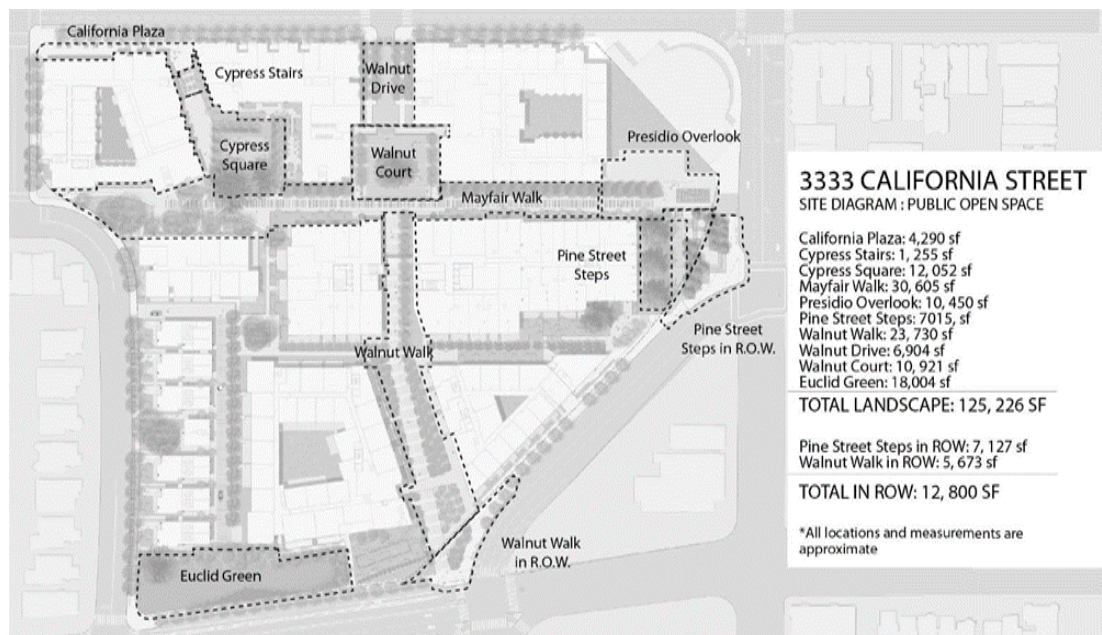 California Plaza
Cypress Stairs
Walnut
Drive
Cypress
Square
Walnut
Court
Presidio Overlook
Mayfair Walk
Pine Street
Steps
Pine Street
Steps in R.O.W.
Walnut Walk
Walnut Walk
in R.O.W.
Euclid Green
3333 CALIFORNIA STREET
SITE DIAGRAM : PUBLIC OPEN SPACE
California Plaza: 4,290 sf
Cypress Stairs: 1, 255 sf
Cypress Square: 12, 052 sf
Mayfair Walk: 30, 605 sf
Presidio Overlook: 10, 450 sf
Pine Street Steps: 7015, sf
Walnut Walk: 23, 730 sf
Walnut Drive: 6,904 sf
Walnut Court: 10, 921 sf
Euclid Green: 18,004 sf
TOTAL LANDSCAPE: 125, 226 SF
Pine Street Steps in ROW: 7, 127 sf
Walnut Walk in ROW: 5, 673 sf
TOTAL IN ROW: 12, 800 SF
*All locations and measurements are
approximate